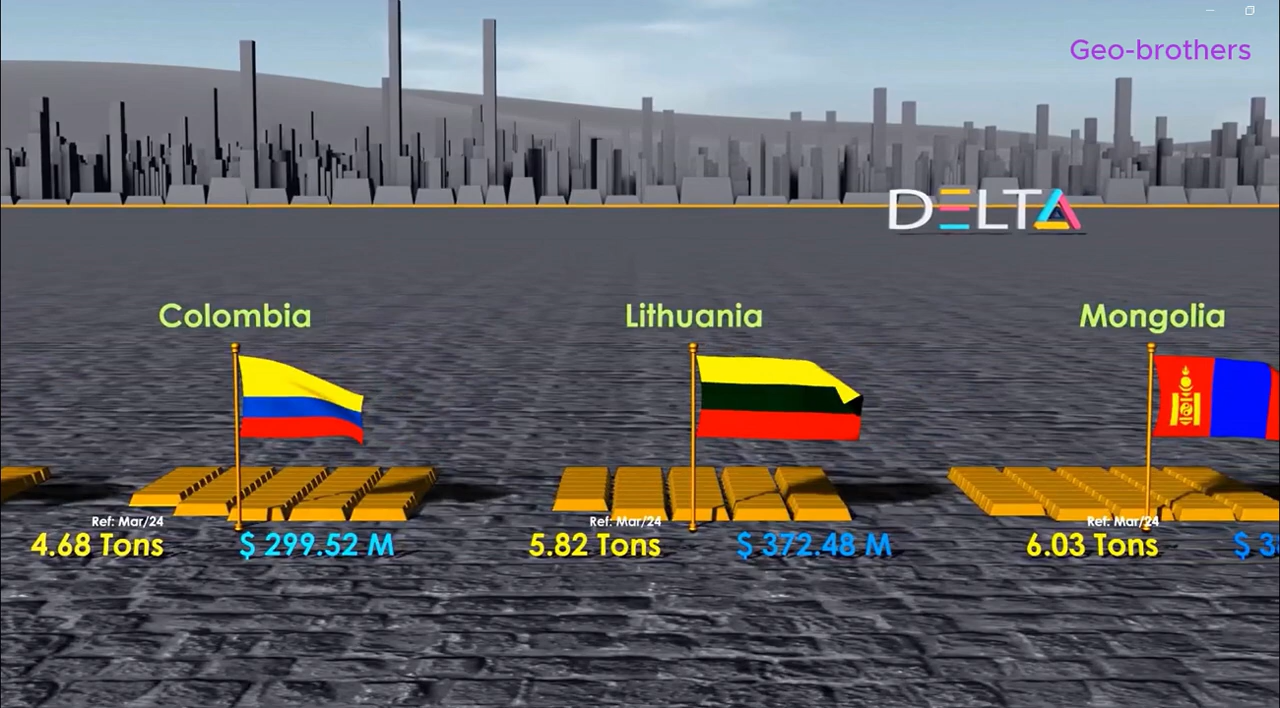 Geo-brothers
DELTA
Colombia
Lithuania
Mongolia
Ref: Mar/24
4.68 Tons
$ 299.52 M
Ref: Mar/24
5.82 Tons
$ 372.48 M
Ref: Mar/24
6.03 Tons